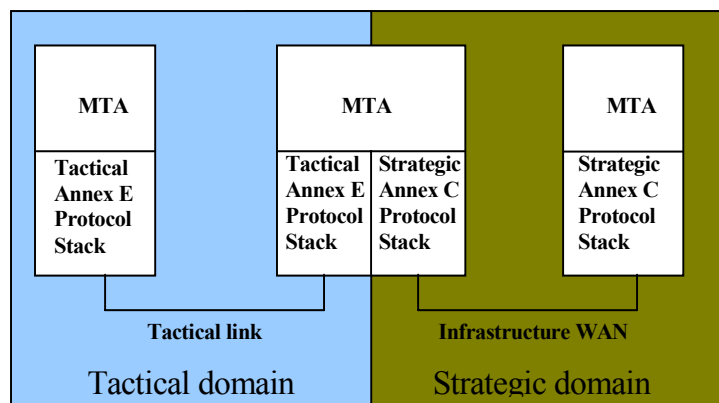 MTA
MTA
MTA
Tactical
Annex E
Protocol
Stack
Tactical
Annex E
Protocol
Stack
Strategic
Annex C
Protocol
Stack
Strategic
Annex C
Protocol
Stack
Tactical link
Infrastructure WAN
Tactical domain
Strategic domain